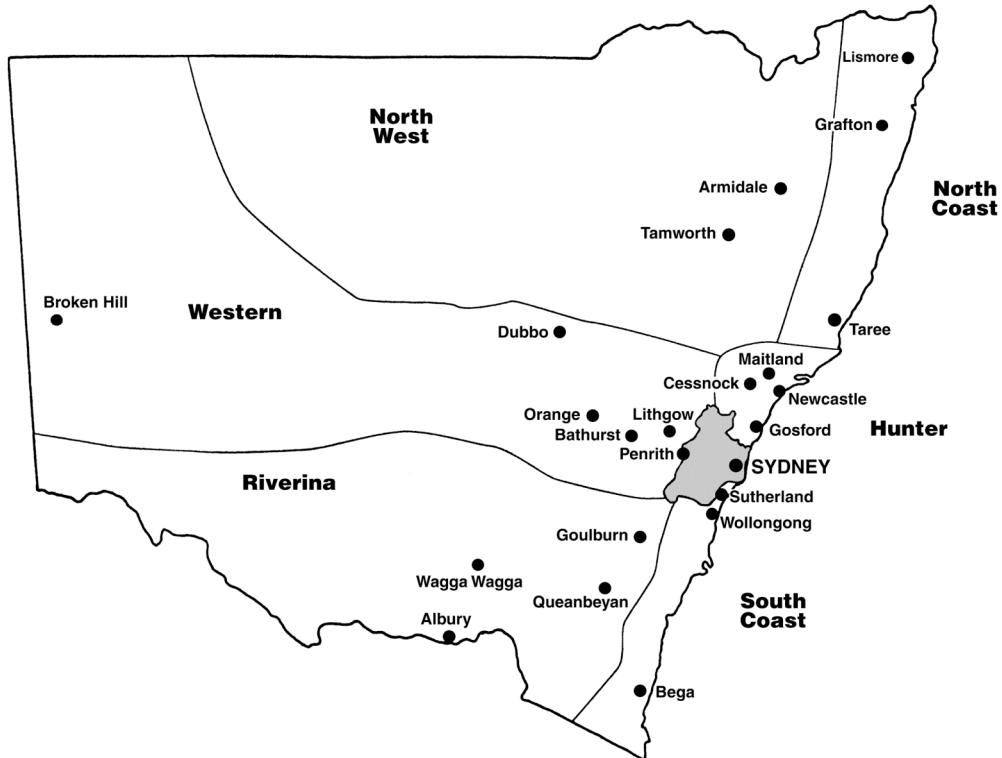 Lismore
North
West
Grafton
Armidale
North
Coast
Tamworth
Broken Hill
Western
Dubbo
Taree
Maitland
Cessnock
Newcastle
Orange
Lithgow
Gosford
Hunter
Bathurst
Penrith
SYDNEY
Riverina
Sutherland
Wollongong
Goulburn
Wagga Wagga
Queanbeyan
South
Coast
Albury
Bega